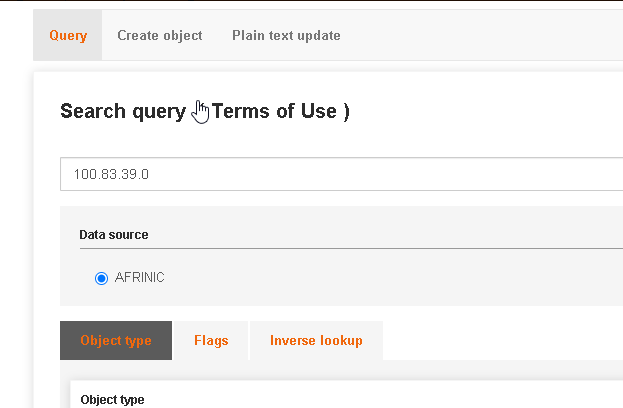 Query Create object Plain text update
Search query Terms of Use )
100.83.39.0
Data source
AFRINIC
Object type Flags Inverse lookup
Object type